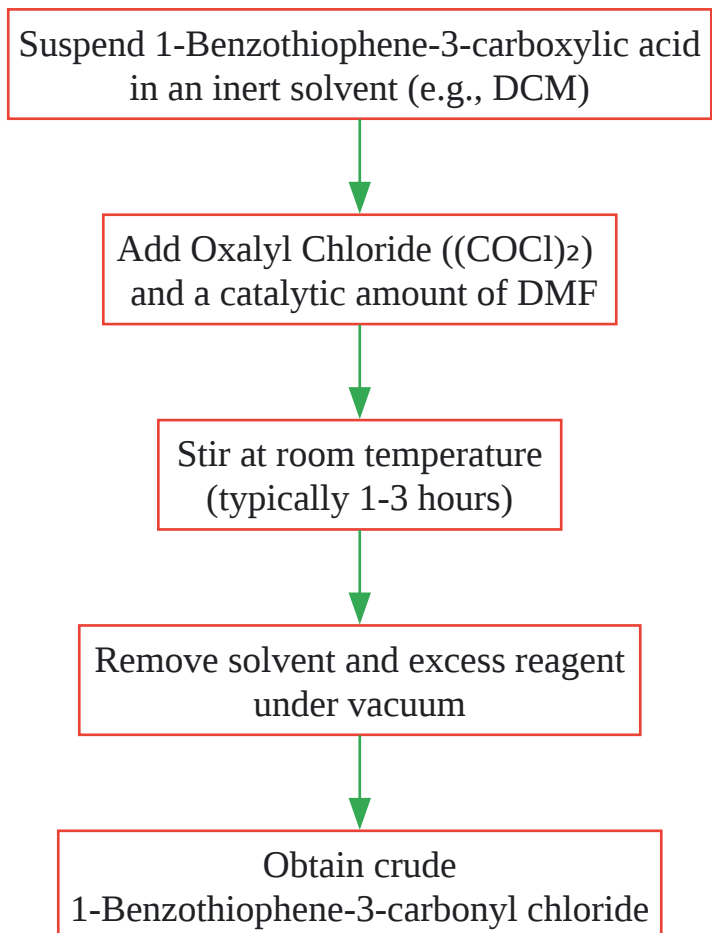 Suspend 1-Benzothiophene-3-carboxylic acid
in an inert solvent (e.g., DCM)
Add Oxalyl Chloride ((COCl)₂)
and a catalytic amount of DMF
Stir at room temperature
(typically 1-3 hours)
Remove solvent and excess reagent
under vacuum
Obtain crude
1-Benzothiophene-3-carbonyl chloride